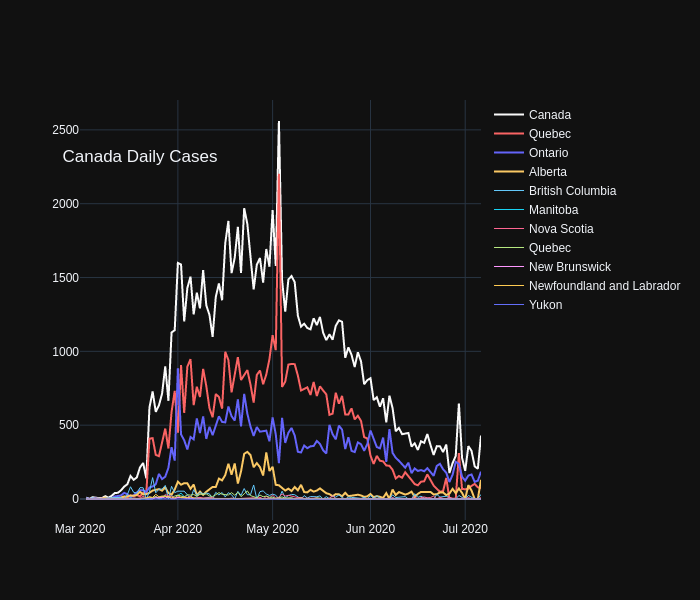 Canada Daily Cases
2500
2000
1500
1000
500
0
Mar 2020
Apr 2020
May 2020
Jun 2020
Jul 2020
Canada
Quebec
Ontario
Alberta
British Columbia
Manitoba
Nova Scotia
Quebec
New Brunswick
Newfoundland and Labrador
Yukon